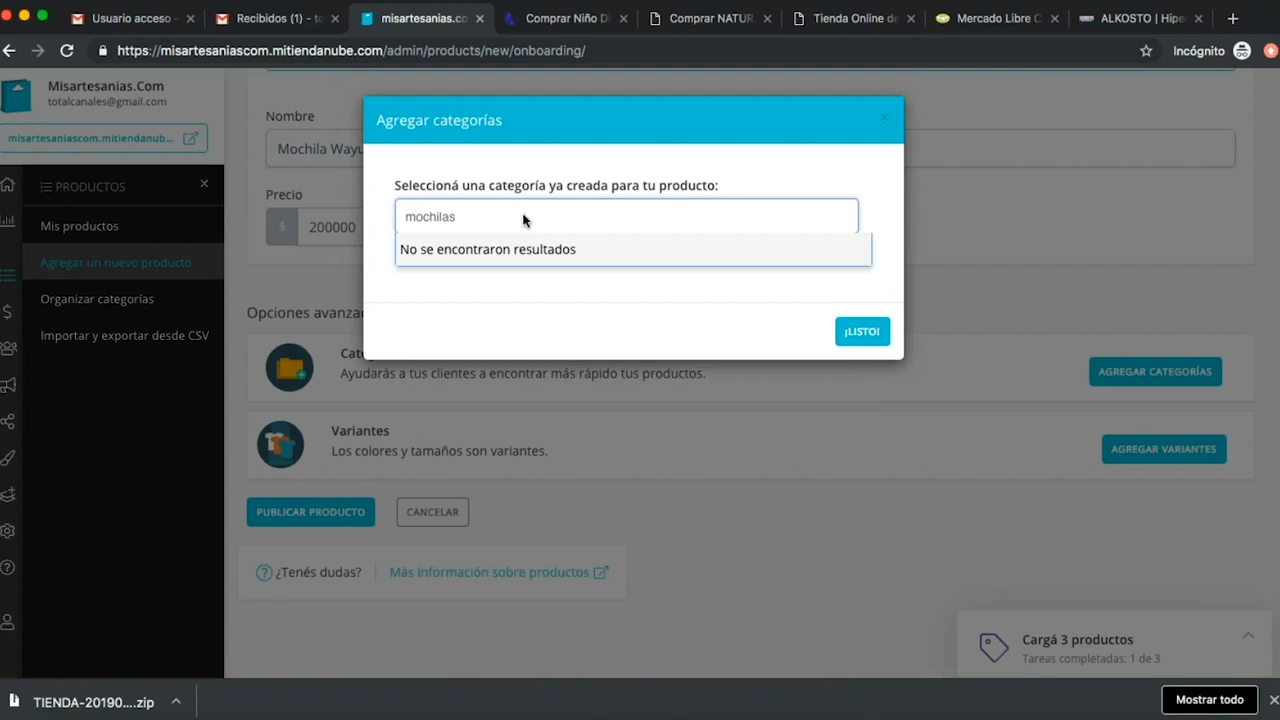 Usuario acceso
Recibidos (1) - to
misartesanías.co
Comprar Niño D
Comprar NATUR
Tienda Online de
Mercado Libre C
ALKOSTO | Hipe
https://misartesaniascom.mitiendanube.com/admin/products/new/onboarding/
Incógnito
Misartesanias.Com
totalcanales@gmail.com
misartesaniascom.mitiendanub...
PRODUCTOS
Mis productos
Agregar un nuevo producto
Organizar categorías
Importar y exportar desde CSV
Nombre
Mochila Wayu
Precio
$ 200000
Agregar categorías
Seleccioná una categoría ya creada para tu producto:
mochilas
No se encontraron resultados
¡LISTO!
Opciones avanza
Cate
Ayudarás a tus clientes a encontrar más rápido tus productos.
AGREGAR CATEGORÍAS
Variantes
Los colores y tamaños son variantes.
AGREGAR VARIANTES
PUBLICAR PRODUCTO
CANCELAR
¿Tenés dudas?
Más información sobre productos
Cargá 3 productos
Tareas completadas: 1 de 3
TIENDA-20190....zip
Mostrar todo